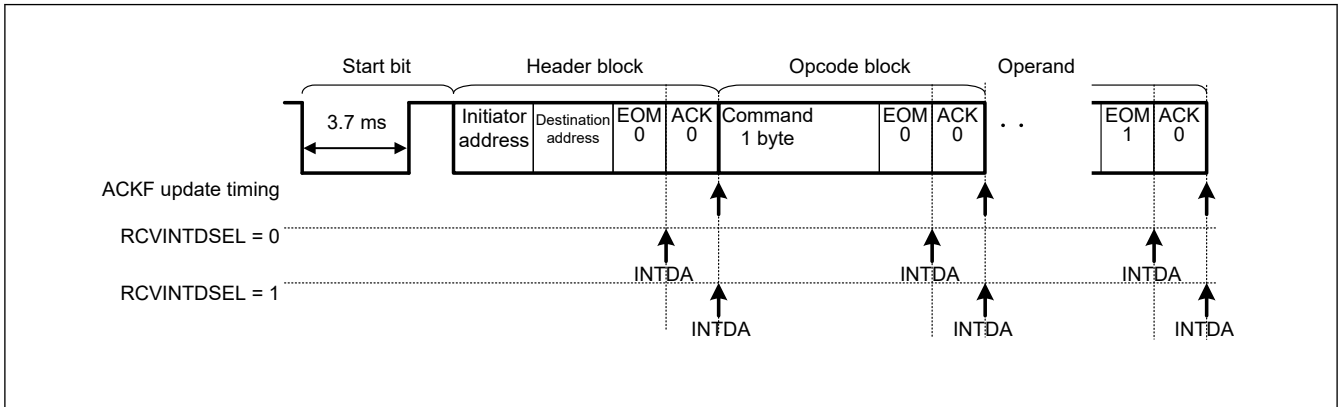 Start bit Header block Opcode block Operand
3.7 ms Initiator address Destination address EOM 0 ACK 0 Command 1 byte EOM 0 ACK 0 . . EOM 1 ACK 0
ACKF update timing
RCVINTDSEL = 0
INTDA INTDA INTDA
RCVINTDSEL = 1
INTDA INTDA INTDA